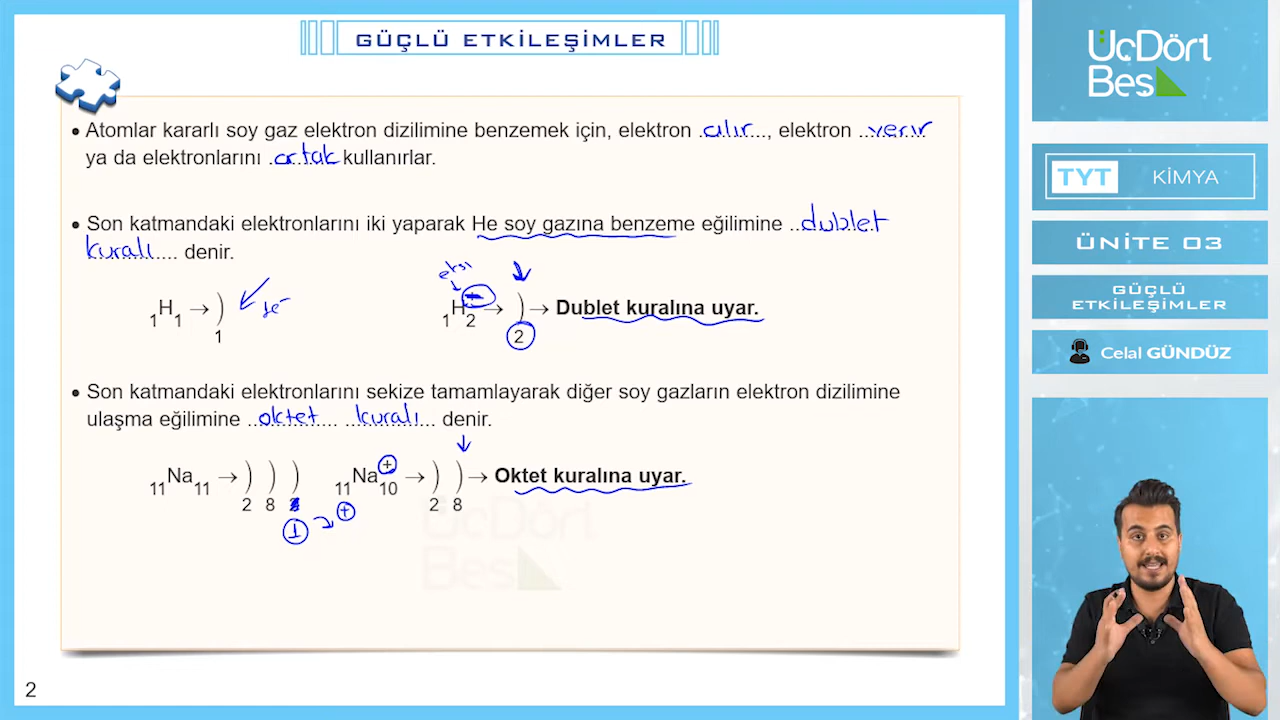 GÜÇLÜ ETKİLEŞİMLER
• Atomlar kararlı soy gaz elektron dizilimine benzemek için, elektron alır, elektron verir
ya da elektronlarını ortak kullanırlar.
• Son katmandaki elektronlarını iki yaparak He soy gazına benzeme eğilimine dublet
kuralı denir.
eksi
₁H₁ → ) ₁H₂⁻ → ) → Dublet kuralına uyar.
1 2
• Son katmandaki elektronlarını sekize tamamlayarak diğer soy gazların elektron dizilimine
ulaşma eğilimine oktet kuralı denir.
₁₁Na₁₁ → ) ) ) ₁₁Na₁₀⁺ → ) ) → Oktet kuralına uyar.
2 8 2 8
1 +
ÜçDört
Beş
2
ÜçDört
Beş
TYT KİMYA
ÜNİTE 03
GÜÇLÜ
ETKİLEŞİMLER
Celal GÜNDÜZ